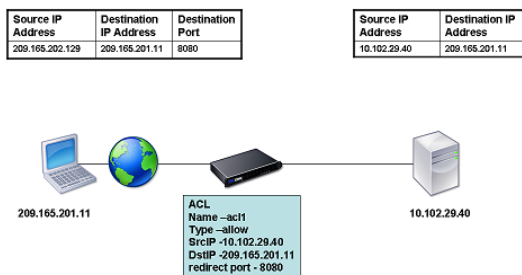 Source IP Address
Destination IP Address
Destination Port
209.165.202.129
209.165.201.11
8080
Source IP Address
Destination IP Address
10.102.29.40
209.165.201.11
209.165.201.11
10.102.29.40
ACL
Name –acl1
Type –allow
SrcIP -10.102.29.40
DstIP -209.165.201.11
redirect port - 8080